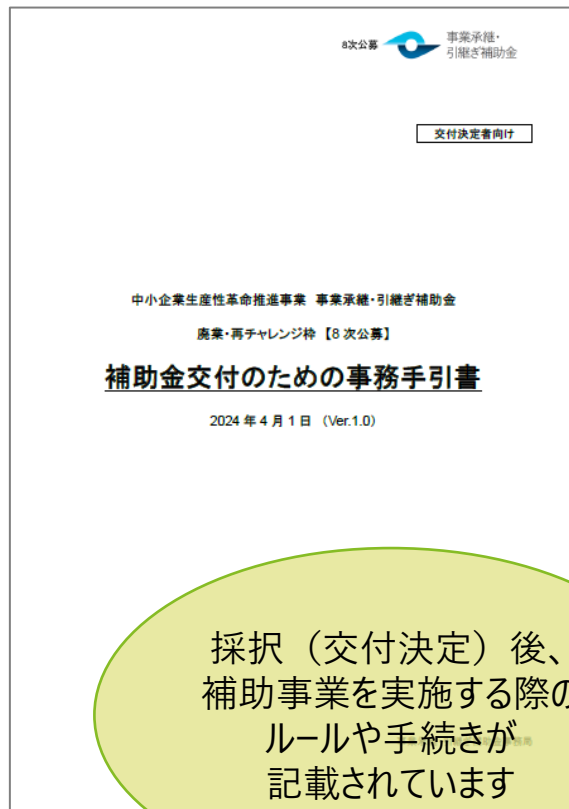 8次公募
事業承継・
引継ぎ補助金
交付決定者向け
中小企業生産性革命推進事業 事業承継・引継ぎ補助金
廃業・再チャレンジ枠 【8 次公募】
補助金交付のための事務手引書
2024 年 4 月 1 日 （Ver.1.0）
採択（交付決定）後、
補助事業を実施する際の
ルールや手続きが
記載されています